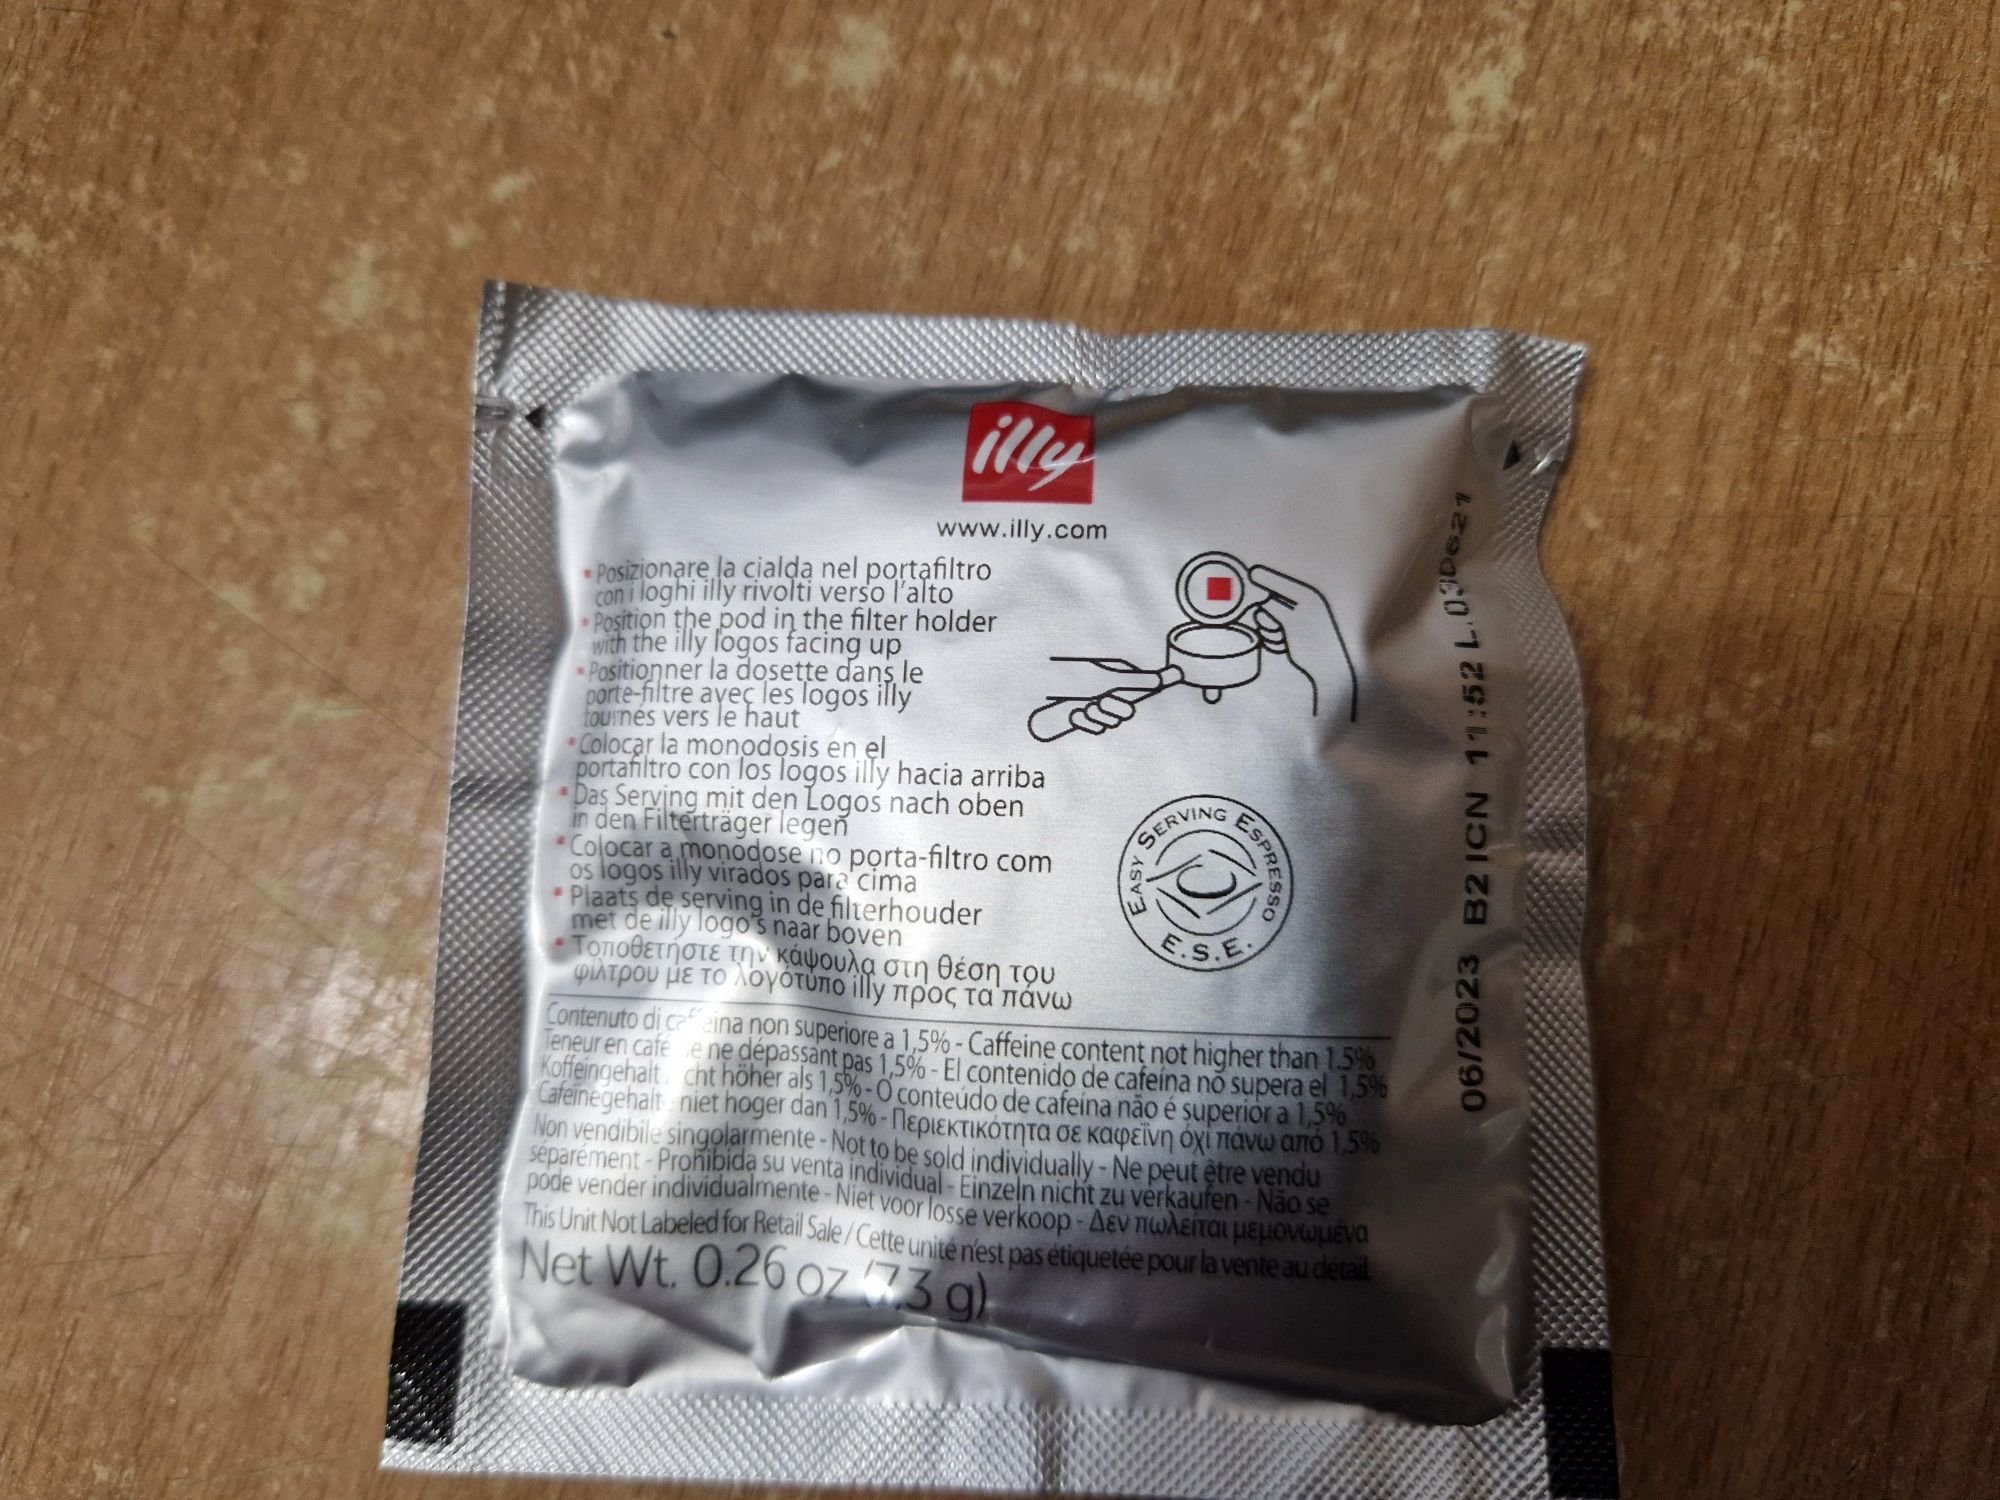 illy
www.illy.com
Posizionare la cialda nel portafiltro
con i loghi illy rivolti verso l'alto
Position the pod in the filter holder
with the illy logos facing up
Positionner la dosette dans le
porte-filtre avec les logos illy
tournés vers le haut
Colocar la monodosis en el
portafiltro con los logos illy hacia arriba
Das Serving mit den Logos nach oben
in den Filterträger legen
Colocar a monodose no porta-filtro com
os logos illy virados para cima
Plaats de serving in de filterhouder
met de illy logo's naar boven
Τοποθετήστε την κάψουλα στη θέση του
φίλτρου με το λογότυπο illy προς τα πάνω
EASY SERVING ESPRESSO
E.S.E.
Contenuto di caffeina non superiore a 1,5% - Caffeine content not higher than 1.5%
Teneur en ne dépassant pas 1,5% - El contenido de cafeína no supera el 1,5%
Koffeingehalt höher als 1,5% - O conteúdo de cafeína não é superior a 1,5%
Cafeïnegehalt niet hoger dan 1,5% - Περιεκτικότητα σε καφεΐνη όχι πάνω από 1,5%
Non vendibile singolarmente - Not to be sold individually - Ne peut être vendu
séparément - Prohibida su venta individual - Einzeln nicht zu verkaufen - Não se
pode vender individualmente - Niet voor losse verkoop - Δεν πωλείται μεμονωμένα
This Unit Not Labeled for Retail Sale / Cette unité n'est pas étiquetée pour la vente au détail
Net Wt. 0.26 oz (7,3 g)
06/2023 B2 ICN 11:52